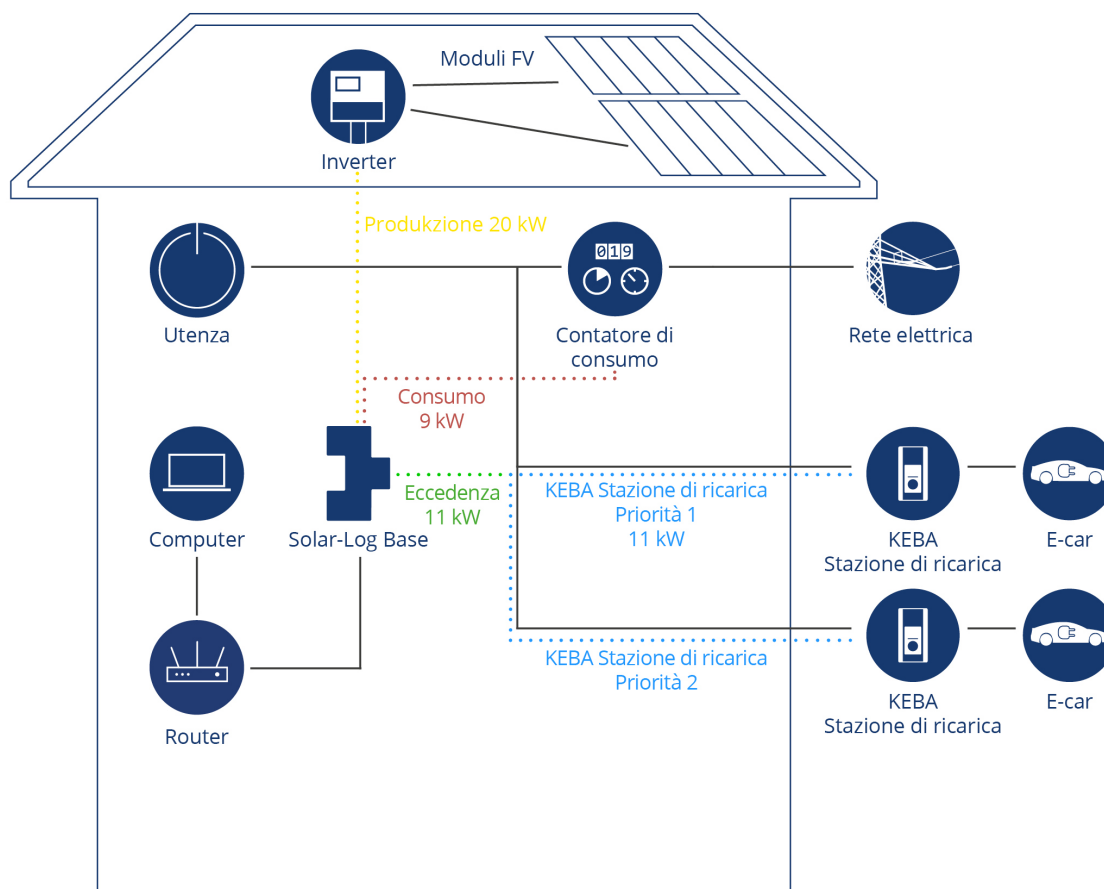 Moduli FV
Inverter
Produkzione 20 kW
019
Utenza
Contatore di
consumo
Rete elettrica
Consumo
9 kW
Eccedenza
11 kW
KEBA Stazione di ricarica
Priorità 1
11 kW
Computer
Solar-Log Base
KEBA
Stazione di ricarica
E-car
KEBA Stazione di ricarica
Priorità 2
KEBA
Stazione di ricarica
E-car
Router